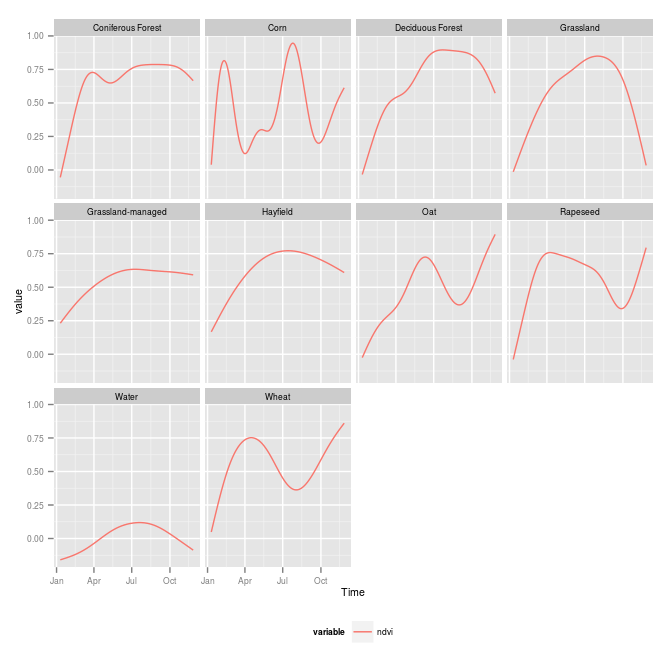 Coniferous Forest Corn Deciduous Forest Grassland
1.00
0.75
0.50
0.25
0.00
Grassland-managed Hayfield Oat Rapeseed
1.00
0.75
0.50
0.25
0.00
value
Water Wheat
1.00
0.75
0.50
0.25
0.00
Jan Apr Jul Oct Jan Apr Jul Oct
Time
variable ndvi